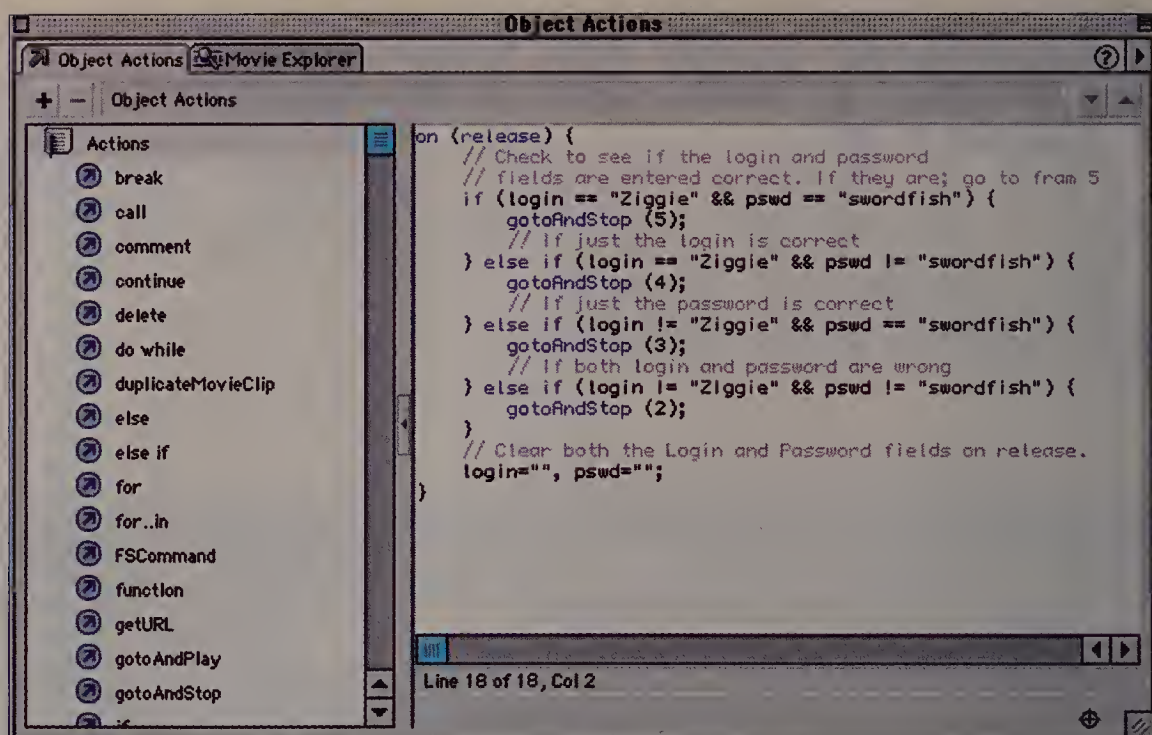 Object Actions
Object Actions Movie Explorer
+ - Object Actions
Actions
break
call
comment
continue
delete
do while
duplicateMovieClip
else
else if
for
for..in
FSCommand
function
getURL
gotoAndPlay
gotoAndStop
if
on (release) {
// Check to see if the login and password
// fields are entered correct. If they are; go to fram 5
if (login == "Ziggie" && pswd == "swordfish") {
gotoAndStop (5);
// If just the login is correct
} else if (login == "Ziggie" && pswd != "swordfish") {
gotoAndStop (4);
// If just the password is correct
} else if (login != "Ziggie" && pswd == "swordfish") {
gotoAndStop (3);
// If both login and password are wrong
} else if (login != "Ziggie" && pswd != "swordfish") {
gotoAndStop (2);
}
// Clear both the Login and Password fields on release.
login="", pswd="";
}
Line 18 of 18, Col 2